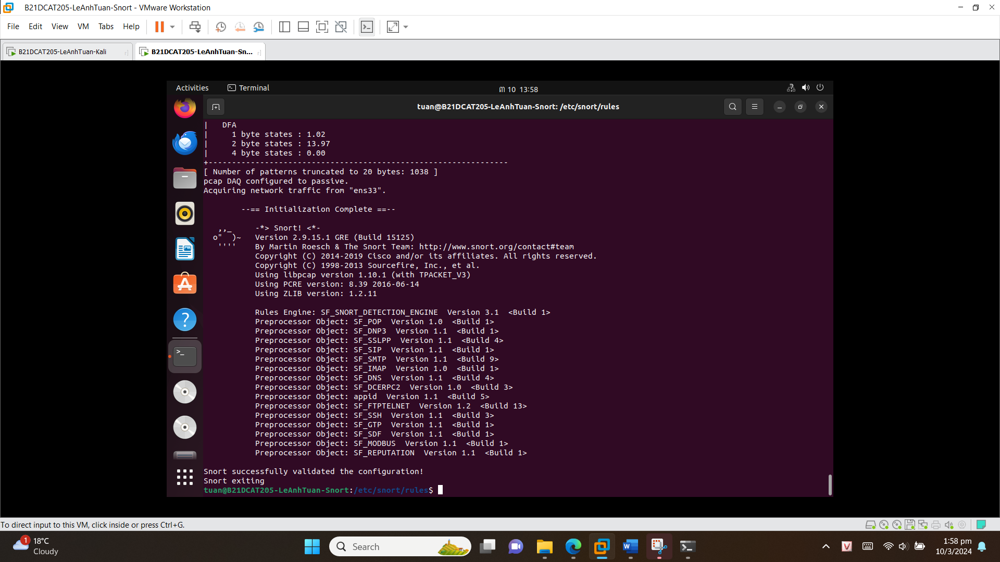 B21DCAT205-LeAnhTuan-Snort - VMware Workstation
File Edit View VM Tabs Help
B21DCAT205-LeAnhTuan-Kali
B21DCAT205-LeAnhTuan-Sn...
Activities Terminal
ຕ 10 13:58
tuan@B21DCAT205-LeAnhTuan-Snort: /etc/snort/rules
| DFA
| 1 byte states : 1.02
| 2 byte states : 13.97
| 4 byte states : 0.00
+----------------------------------------------------------------
[ Number of patterns truncated to 20 bytes: 1038 ]
pcap DAQ configured to passive.
Acquiring network traffic from "ens33".
--== Initialization Complete ==--
,,_ -*> Snort! <*-
o" )~ Version 2.9.15.1 GRE (Build 15125)
'''' By Martin Roesch & The Snort Team: http://www.snort.org/contact#team
Copyright (C) 2014-2019 Cisco and/or its affiliates. All rights reserved.
Copyright (C) 1998-2013 Sourcefire, Inc., et al.
Using libpcap version 1.10.1 (with TPACKET_V3)
Using PCRE version: 8.39 2016-06-14
Using ZLIB version: 1.2.11
Rules Engine: SF_SNORT_DETECTION_ENGINE Version 3.1 <Build 1>
Preprocessor Object: SF_POP Version 1.0 <Build 1>
Preprocessor Object: SF_DNP3 Version 1.1 <Build 1>
Preprocessor Object: SF_SSLPP Version 1.1 <Build 4>
Preprocessor Object: SF_SIP Version 1.1 <Build 1>
Preprocessor Object: SF_SMTP Version 1.1 <Build 9>
Preprocessor Object: SF_IMAP Version 1.0 <Build 1>
Preprocessor Object: SF_DNS Version 1.1 <Build 4>
Preprocessor Object: SF_DCERPC2 Version 1.0 <Build 3>
Preprocessor Object: appid Version 1.1 <Build 5>
Preprocessor Object: SF_FTPTELNET Version 1.2 <Build 13>
Preprocessor Object: SF_SSH Version 1.1 <Build 3>
Preprocessor Object: SF_GTP Version 1.1 <Build 1>
Preprocessor Object: SF_SDF Version 1.1 <Build 1>
Preprocessor Object: SF_MODBUS Version 1.1 <Build 1>
Preprocessor Object: SF_REPUTATION Version 1.1 <Build 1>
Snort successfully validated the configuration!
Snort exiting
tuan@B21DCAT205-LeAnhTuan-Snort:/etc/snort/rules$
To direct input to this VM, click inside or press Ctrl+G.
1
18°C
Cloudy
Search
1:58 pm
10/3/2024